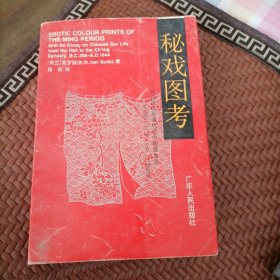 EROTIC COLOUR PRINTS OF
THE MING PERIOD
With An Essay on Chinese Sex Life
from the Han to the Ch'ing
Dynasty, B.C. 206–A.D. 1644
[荷兰]高罗佩(R.H. van Gulik) 著
杨 权 译
秘戏图考
广东人民出版社